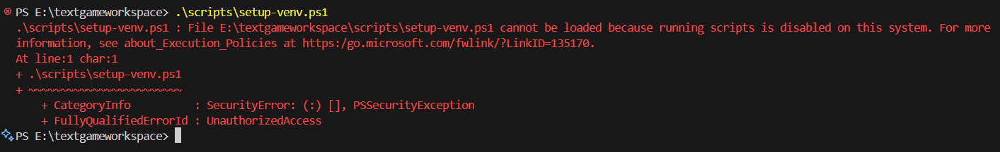 PS E:\textgameworkspace> .\scripts\setup-venv.ps1
.\scripts\setup-venv.ps1 : File E:\textgameworkspace\scripts\setup-venv.ps1 cannot be loaded because running scripts is disabled on this system. For more
information, see about_Execution_Policies at https:/go.microsoft.com/fwlink/?LinkID=135170.
At line:1 char:1
+ .\scripts\setup-venv.ps1
+ ~~~~~~~~~~~~~~~~~~~~~~~~
    + CategoryInfo          : SecurityError: (:) [], PSSecurityException
    + FullyQualifiedErrorId : UnauthorizedAccess
PS E:\textgameworkspace>